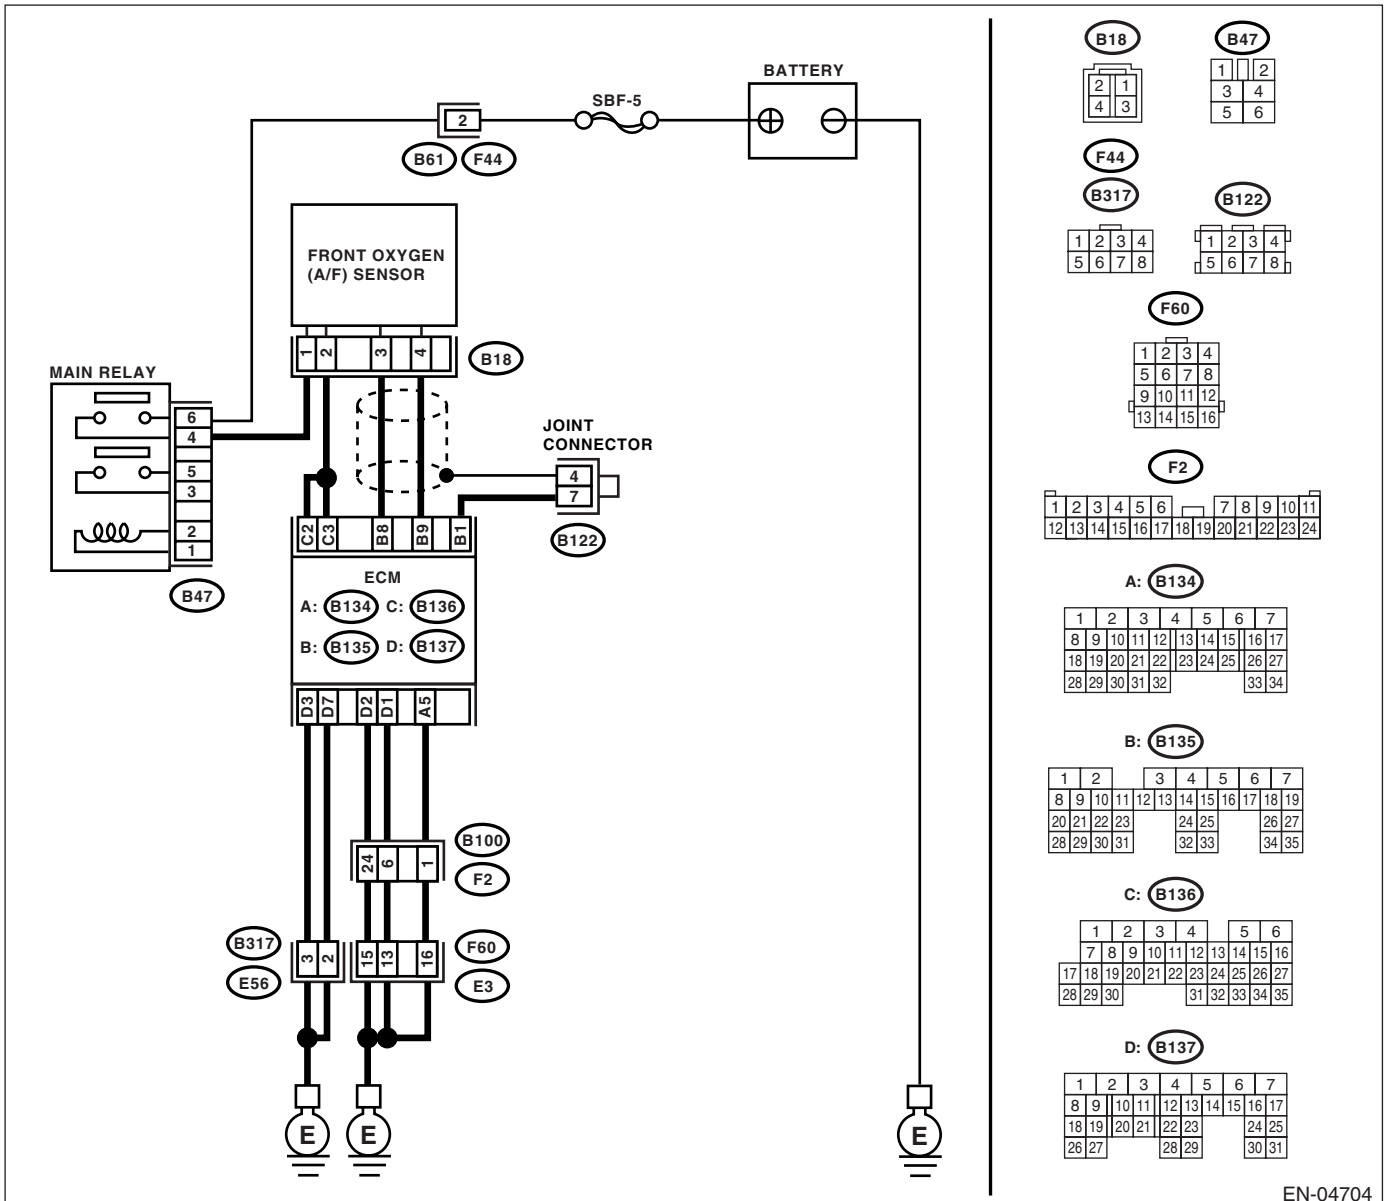 BATTERY
SBF-5
2
B61 F44
FRONT OXYGEN
(A/F) SENSOR
1 2 3 4
B18
MAIN RELAY
6
4
5
3
2
1
B47
JOINT
CONNECTOR
4
7
B122
C2 C3 B8 B9 B1
ECM
A: B134 C: B136
B: B135 D: B137
D3 D7 D2 D1 A5
24 6 1
B100
F2
3 2
B317
E56
15 13 16
F60
E3
E E E
B18
2 1
4 3
B47
1 2
3 4
5 6
F44
B317
1 2 3 4
5 6 7 8
B122
1 2 3 4
5 6 7 8
F60
1 2 3 4
5 6 7 8
9 10 11 12
13 14 15 16
F2
1 2 3 4 5 6 7 8 9 10 11
12 13 14 15 16 17 18 19 20 21 22 23 24
A: B134
1 2 3 4 5 6 7
8 9 10 11 12 13 14 15 16 17
18 19 20 21 22 23 24 25 26 27
28 29 30 31 32 33 34
B: B135
1 2 3 4 5 6 7
8 9 10 11 12 13 14 15 16 17 18 19
20 21 22 23 24 25 26 27
28 29 30 31 32 33 34 35
C: B136
1 2 3 4 5 6
7 8 9 10 11 12 13 14 15 16
17 18 19 20 21 22 23 24 25 26 27
28 29 30 31 32 33 34 35
D: B137
1 2 3 4 5 6 7
8 9 10 11 12 13 14 15 16 17
18 19 20 21 22 23 24 25
26 27 28 29 30 31
EN-04704